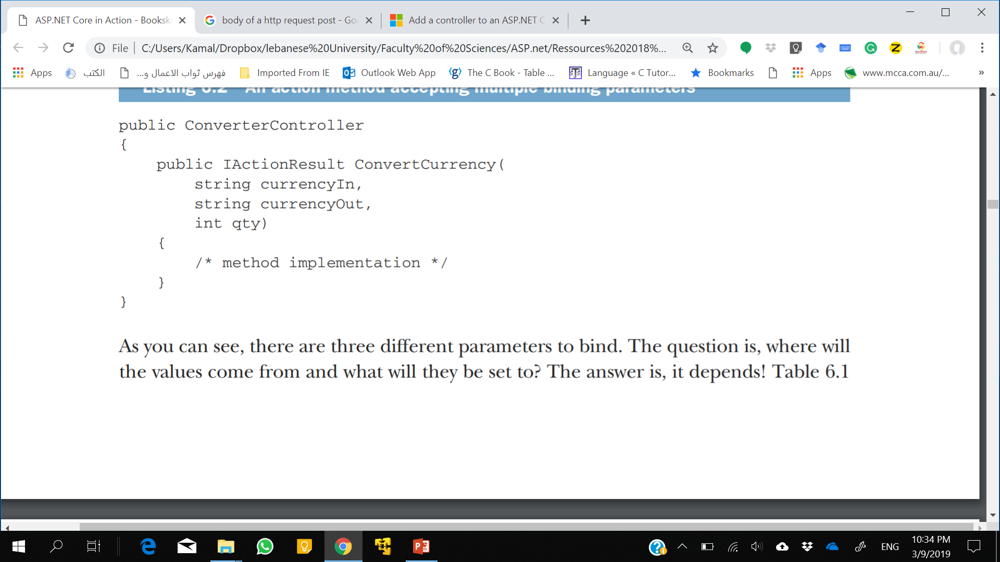 ASP.NET Core in Action - Booksk
body of a http request post - Go
Add a controller to an ASP.NET C
File
C:/Users/Kamal/Dropbox/lebanese%20University/Faculty%20of%20Sciences/ASP.net/Ressources%202018%...
Apps
الكتب
فهرس ثواب الاعمال و...
Imported From IE
Outlook Web App
The C Book - Table ...
Language « C Tutor...
Bookmarks
Apps
www.mcca.com.au/...
»
Listing 6.2 An action method accepting multiple binding parameters
public ConverterController
{
public IActionResult ConvertCurrency(
string currencyIn,
string currencyOut,
int qty)
{
/* method implementation */
}
}
As you can see, there are three different parameters to bind. The question is, where will
the values come from and what will they be set to? The answer is, it depends! Table 6.1
ENG
10:34 PM
3/9/2019